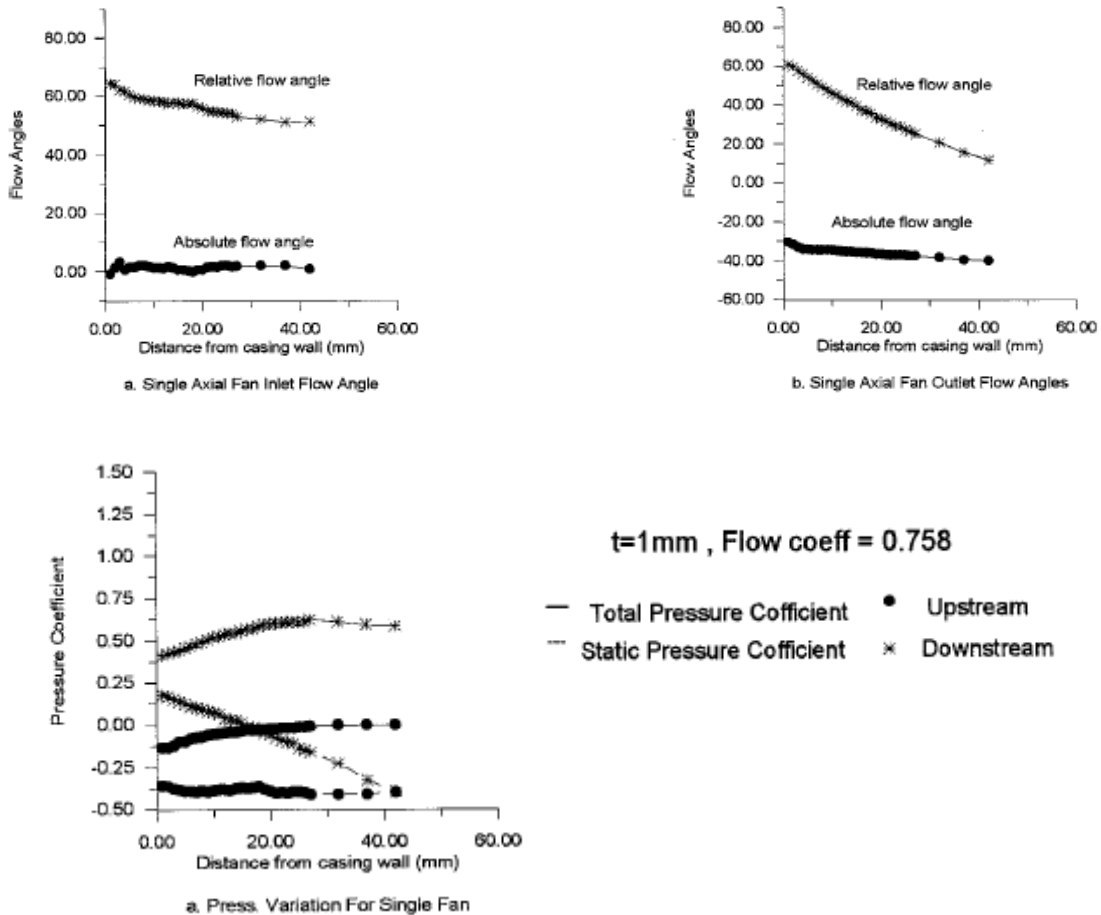 80.00
60.00
40.00
20.00
0.00
Flow Angles
Relative flow angle
Absolute flow angle
0.00 20.00 40.00 60.00
Distance from casing wall (mm)
a. Single Axial Fan Inlet Flow Angle
80.00
60.00
40.00
20.00
0.00
-20.00
-40.00
-60.00
Flow Angles
Relative flow angle
Absolute flow angle
0.00 20.00 40.00 60.00
Distance from casing wall (mm)
b. Single Axial Fan Outlet Flow Angles
1.50
1.25
1.00
0.75
0.50
0.25
0.00
-0.25
-0.50
Pressure Coefficient
0.00 20.00 40.00 60.00
Distance from casing wall (mm)
a. Press. Variation For Single Fan
t=1mm , Flow coeff = 0.758
Total Pressure Cofficient
Upstream
Static Pressure Cofficient
Downstream